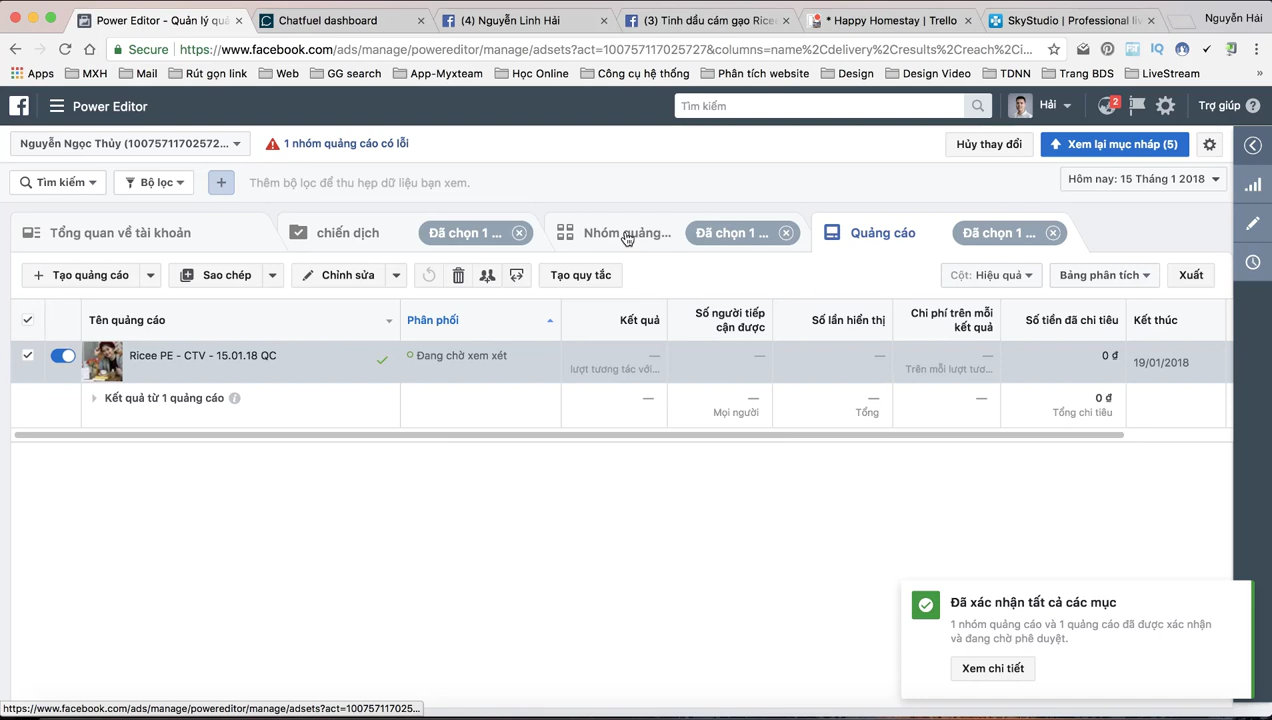 Power Editor - Quản lý quả
Chatfuel dashboard
(4) Nguyễn Linh Hải
(3) Tinh dầu cám gạo Ricee
* Happy Homestay | Trello
SkyStudio | Professional liv
Nguyễn Hải
Secure
https://www.facebook.com/ads/manage/powereditor/manage/adsets?act=100757117025727&columns=name%2Cdelivery%2Cresults%2Creach%2Ci...
Apps
MXH
Mail
Rút gọn link
Web
GG search
App-Myxteam
Học Online
Công cụ hệ thống
Phân tích website
Design
Design Video
TDNN
Trang BDS
LiveStream
»
Power Editor
Tìm kiếm
Hải
2
Trợ giúp
Nguyễn Ngọc Thủy (10075711702572...
1 nhóm quảng cáo có lỗi
Hủy thay đổi
Xem lại mục nháp (5)
Tìm kiếm
Bộ lọc
Thêm bộ lọc để thu hẹp dữ liệu bạn xem.
Hôm nay: 15 Tháng 1 2018
Tổng quan về tài khoản
chiến dịch
Đã chọn 1 ...
Nhóm quảng...
Đã chọn 1 ...
Quảng cáo
Đã chọn 1 ...
Tạo quảng cáo
Sao chép
Chỉnh sửa
Tạo quy tắc
Cột: Hiệu quả
Bảng phân tích
Xuất
Tên quảng cáo
Phân phối
Kết quả
Số người tiếp
cận được
Số lần hiển thị
Chi phí trên mỗi
kết quả
Số tiền đã chi tiêu
Kết thúc
Ricee PE - CTV - 15.01.18 QC
Đang chờ xem xét
—
lượt tương tác với...
—
—
—
Trên mỗi lượt tươ...
0 ₫
19/01/2018
Kết quả từ 1 quảng cáo
—
—
Mọi người
—
Tổng
—
0 ₫
Tổng chi tiêu
Đã xác nhận tất cả các mục
1 nhóm quảng cáo và 1 quảng cáo đã được xác nhận
và đang chờ phê duyệt.
Xem chi tiết
https://www.facebook.com/ads/manage/powereditor/manage/adsets?act=100757117025...